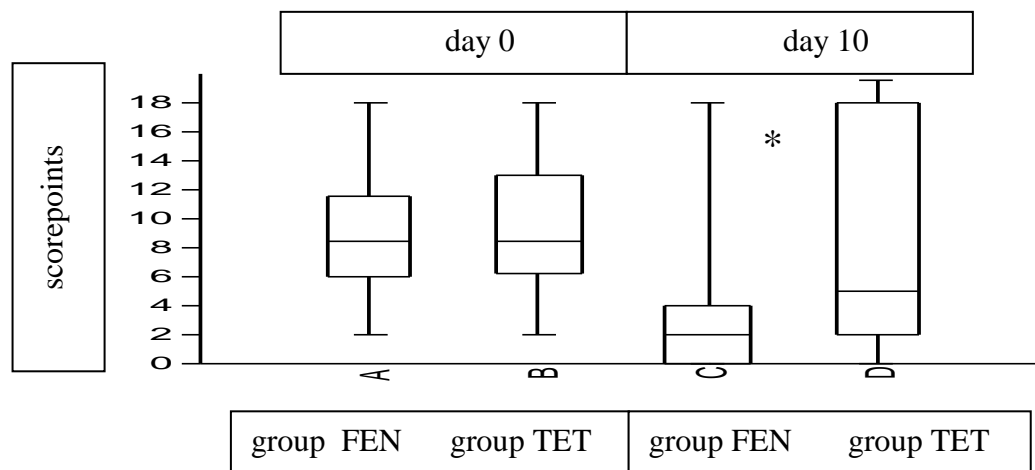 day 0
day 10
scorepoints
18
16
14
12
10
8
6
4
2
0
*
A
B
C
D
group FEN
group TET
group FEN
group TET